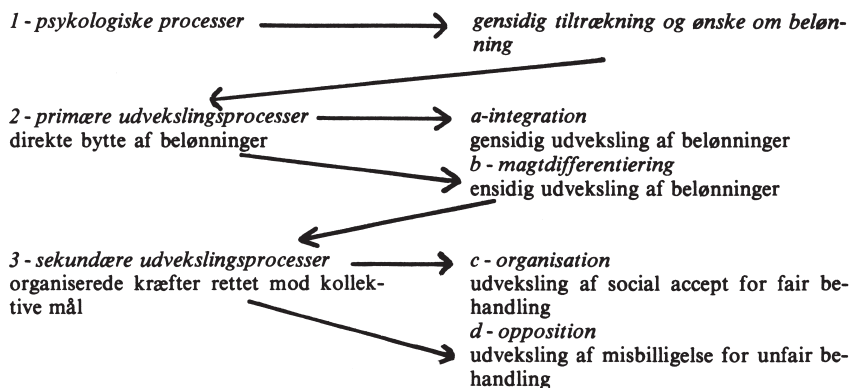 1 - psykologiske processer
gensidig tiltrækning og ønske om beløn-
ning
2 - primære udvekslingsprocesser
direkte bytte af belønninger
a-integration
gensidig udveksling af belønninger
b - magtdifferentiering
ensidig udveksling af belønninger
3 - sekundære udvekslingsprocesser
organiserede kræfter rettet mod kollek-
tive mål
c - organisation
udveksling af social accept for fair be-
handling
d - opposition
udveksling af misbilligelse for unfair be-
handling